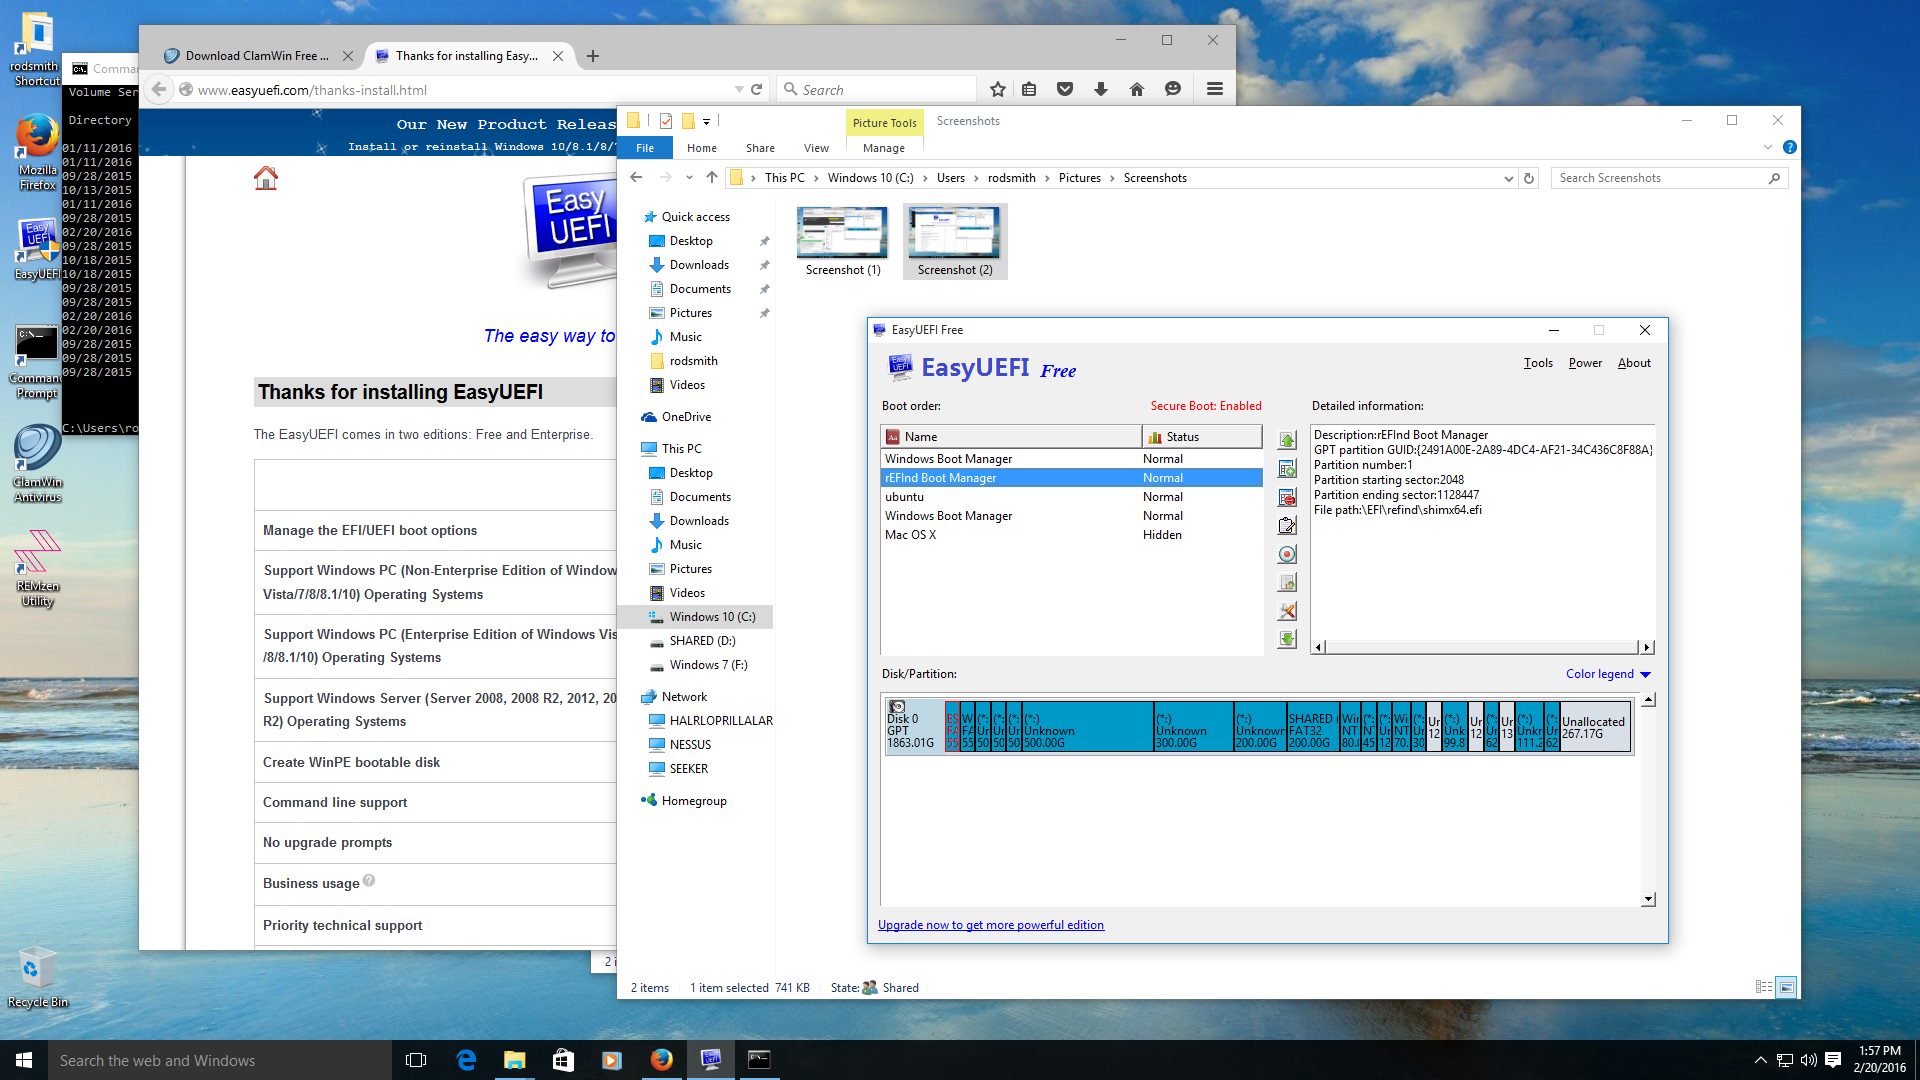 rodsmith
Shortcut
Mozilla
Firefox
EasyUEFI
Command
Prompt
ClamWin
Antivirus
REMzen
Utility
Recycle Bin
Volume Ser
Directory
01/11/2016
01/11/2016
09/28/2015
10/13/2015
01/11/2016
09/28/2015
02/20/2016
09/28/2015
10/18/2015
10/18/2015
09/28/2015
02/20/2016
02/20/2016
09/28/2015
09/28/2015
09/28/2015
C:\Users\ro
Download ClamWin Free ...
Thanks for installing Easy...
www.easyuefi.com/thanks-install.html
Search
Our New Product Releas
Install or reinstall Windows 10/8.1/8/
Easy
UEFI
The easy way to
Thanks for installing EasyUEFI
The EasyUEFI comes in two editions: Free and Enterprise.
Manage the EFI/UEFI boot options
Support Windows PC (Non-Enterprise Edition of Window
Vista/7/8/8.1/10) Operating Systems
Support Windows PC (Enterprise Edition of Windows Vis
/8/8.1/10) Operating Systems
Support Windows Server (Server 2008, 2008 R2, 2012, 20
R2) Operating Systems
Create WinPE bootable disk
Command line support
No upgrade prompts
Business usage ?
Priority technical support
Picture Tools
Screenshots
File
Home
Share
View
Manage
This PC
Windows 10 (C:)
Users
rodsmith
Pictures
Screenshots
Search Screenshots
Quick access
Desktop
Downloads
Documents
Pictures
Music
rodsmith
Videos
OneDrive
This PC
Desktop
Documents
Downloads
Music
Pictures
Videos
Windows 10 (C:)
SHARED (D:)
Windows 7 (F:)
Network
HALRLOPRILLALAR
NESSUS
SEEKER
Homegroup
Screenshot (1)
Screenshot (2)
2 items
1 item selected 741 KB
State:
Shared
EasyUEFI Free
EasyUEFI Free
Tools
Power
About
Boot order:
Secure Boot: Enabled
Name
Status
Windows Boot Manager Normal
rEFInd Boot Manager Normal
ubuntu Normal
Windows Boot Manager Normal
Mac OS X Hidden
Detailed information:
Description:rEFInd Boot Manager
GPT partition GUID:{2491A00E-2A89-4DC4-AF21-34C436C8F88A}
Partition number:1
Partition starting sector:2048
Partition ending sector:1128447
File path:\EFI\refind\shimx64.efi
Disk/Partition:
Color legend
Disk 0
GPT
1863.01G
(*:)
Unknown
500.00G
(*:)
Unknown
300.00G
(*:)
Unknown
200.00G
SHARED
FAT32
200.00G
Unallocated
267.17G
Upgrade now to get more powerful edition
Search the web and Windows
1:57 PM
2/20/2016